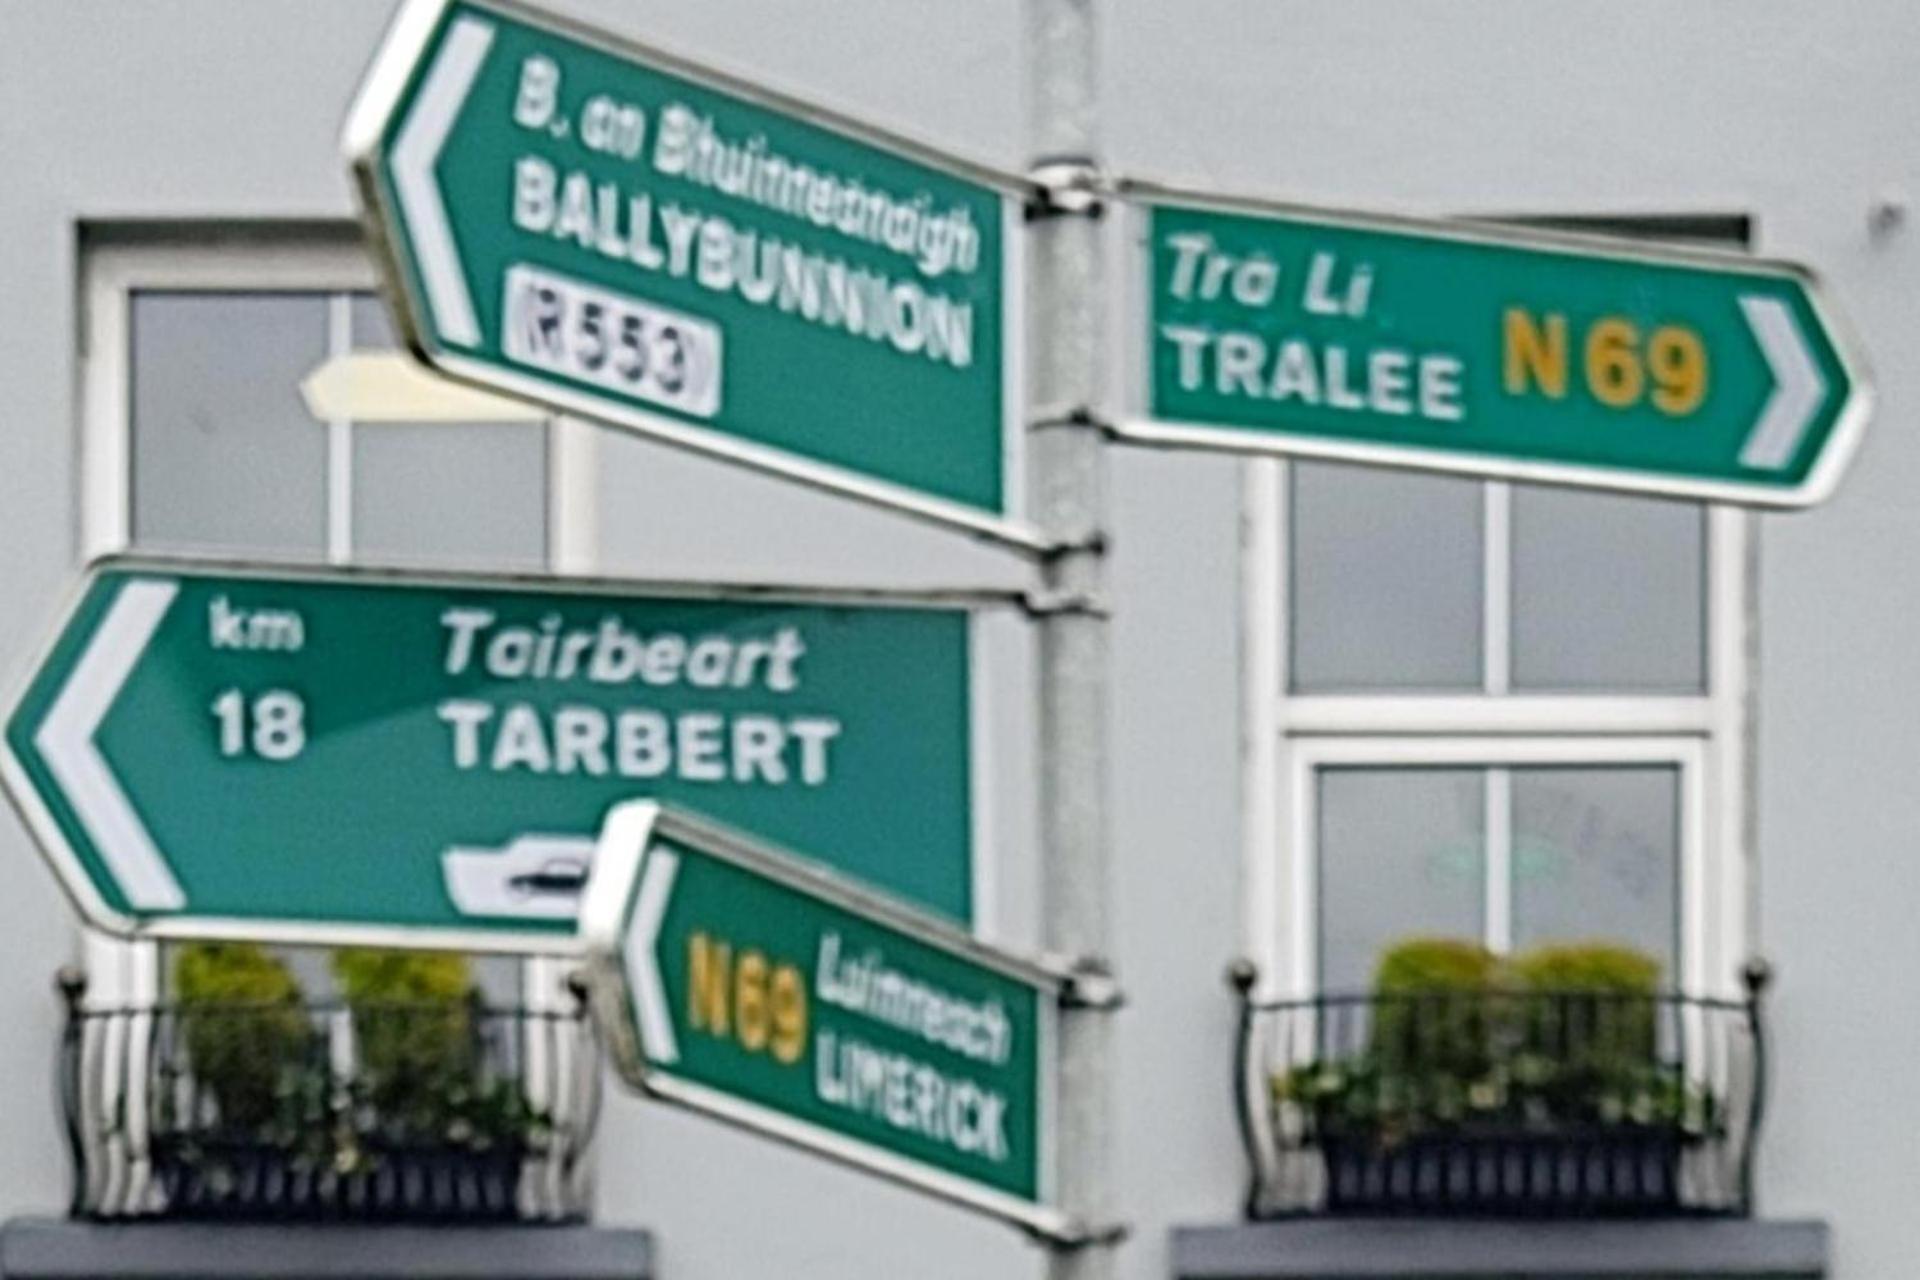 B. an Bhuinneánaigh
BALLYBUNNION
(R553)
Trá Lí
TRALEE N69
km Tairbeart
18 TARBERT
N69 Luimneach
LIMERICK